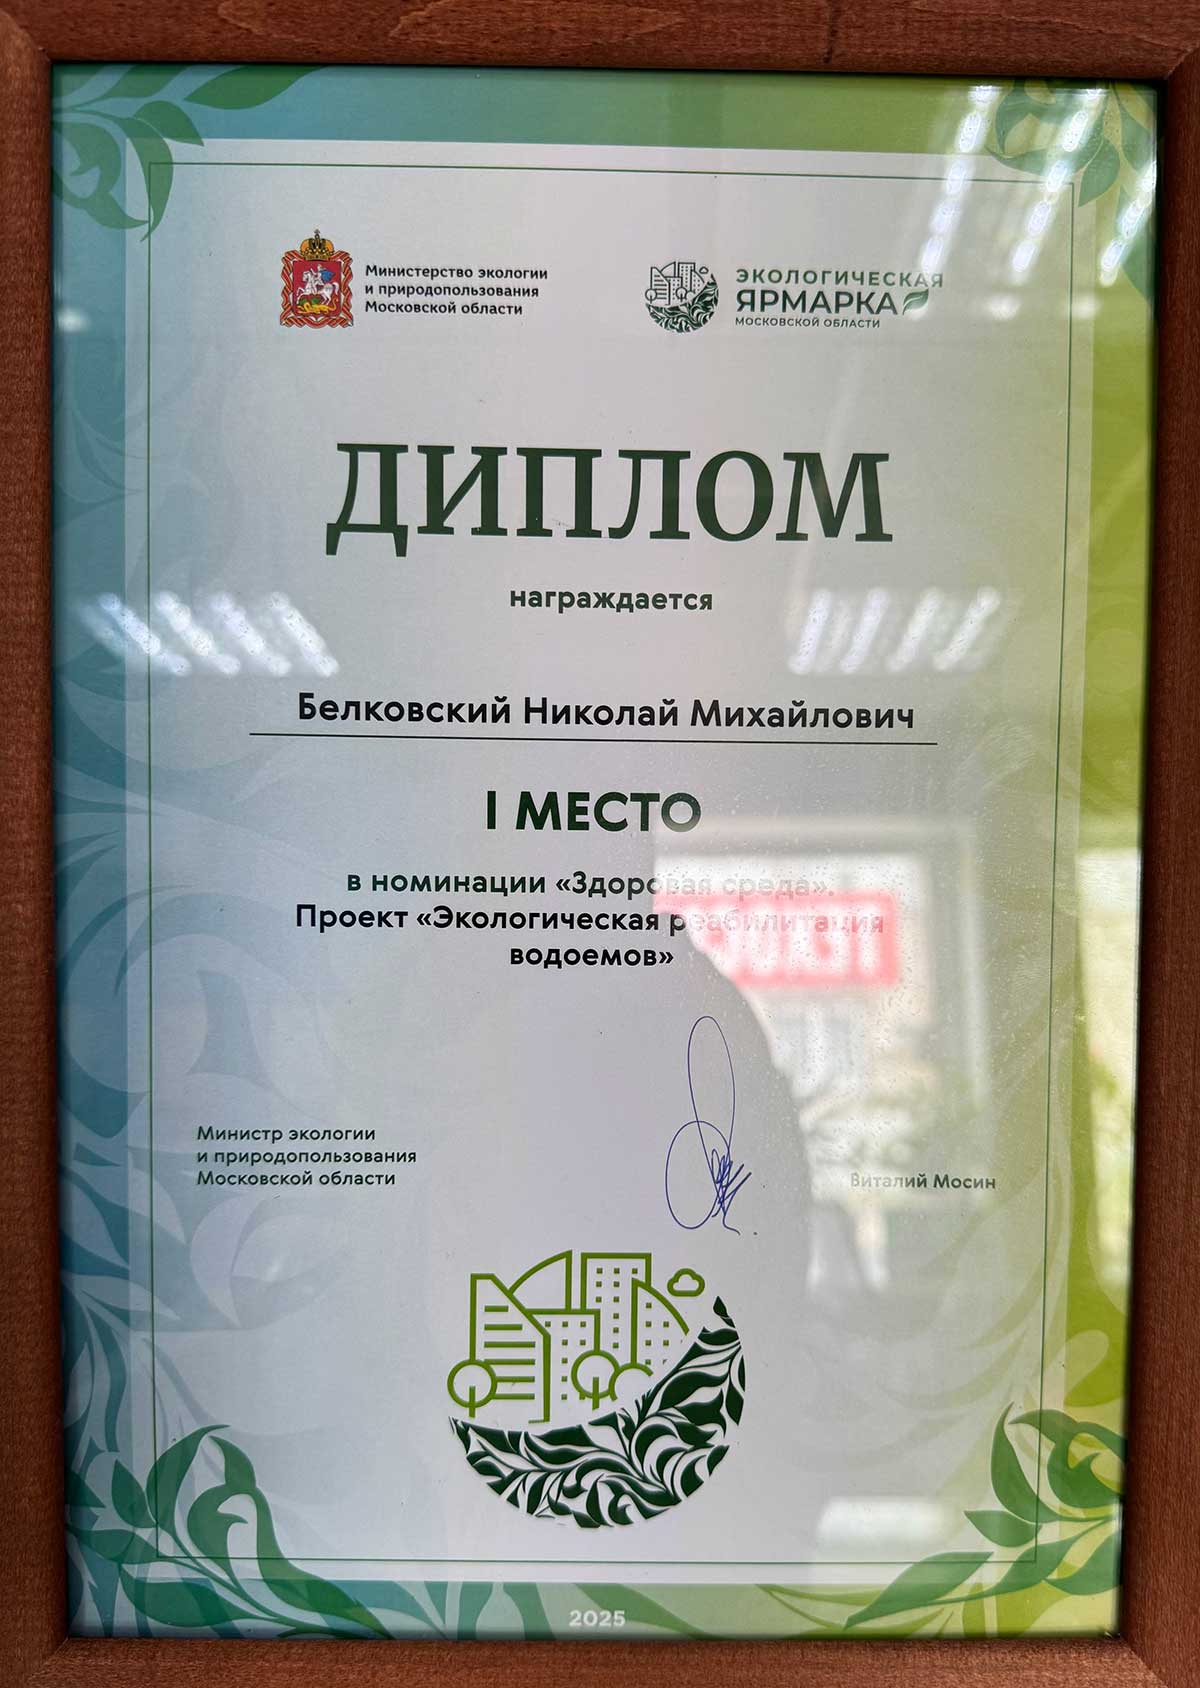 Министерство экологии
и природопользования
Московской области
ЭКОЛОГИЧЕСКАЯ
ЯРМАРКА
МОСКОВСКОЙ ОБЛАСТИ
ДИПЛОМ
награждается
Белковский Николай Михайлович
I МЕСТО
в номинации «Здоровая среда».
Проект «Экологическая реабилитация
водоемов»
Министр экологии
и природопользования
Московской области
Виталий Мосин
2025